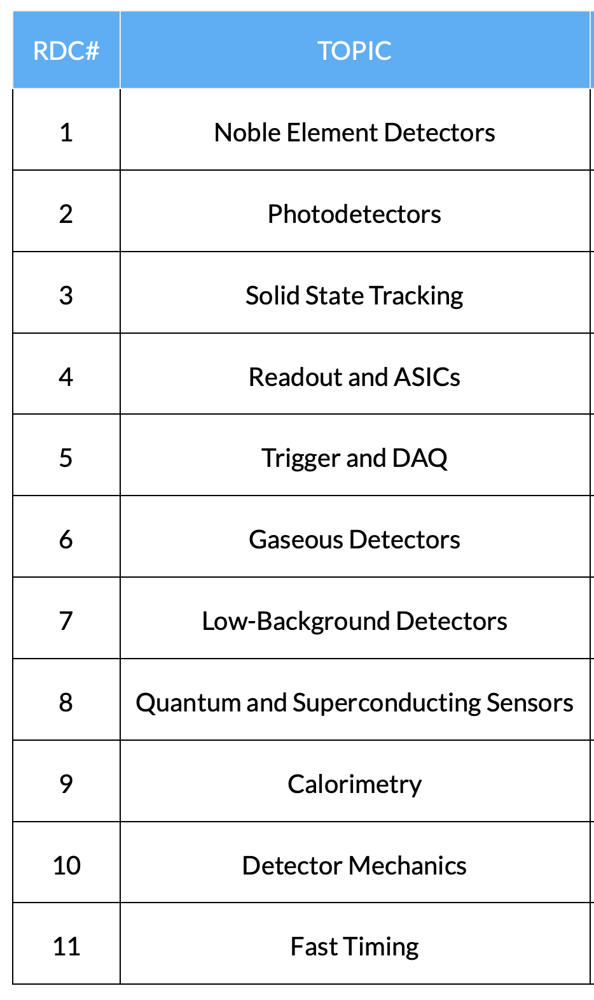 RDC# TOPIC
1 Noble Element Detectors
2 Photodetectors
3 Solid State Tracking
4 Readout and ASICs
5 Trigger and DAQ
6 Gaseous Detectors
7 Low-Background Detectors
8 Quantum and Superconducting Sensors
9 Calorimetry
10 Detector Mechanics
11 Fast Timing